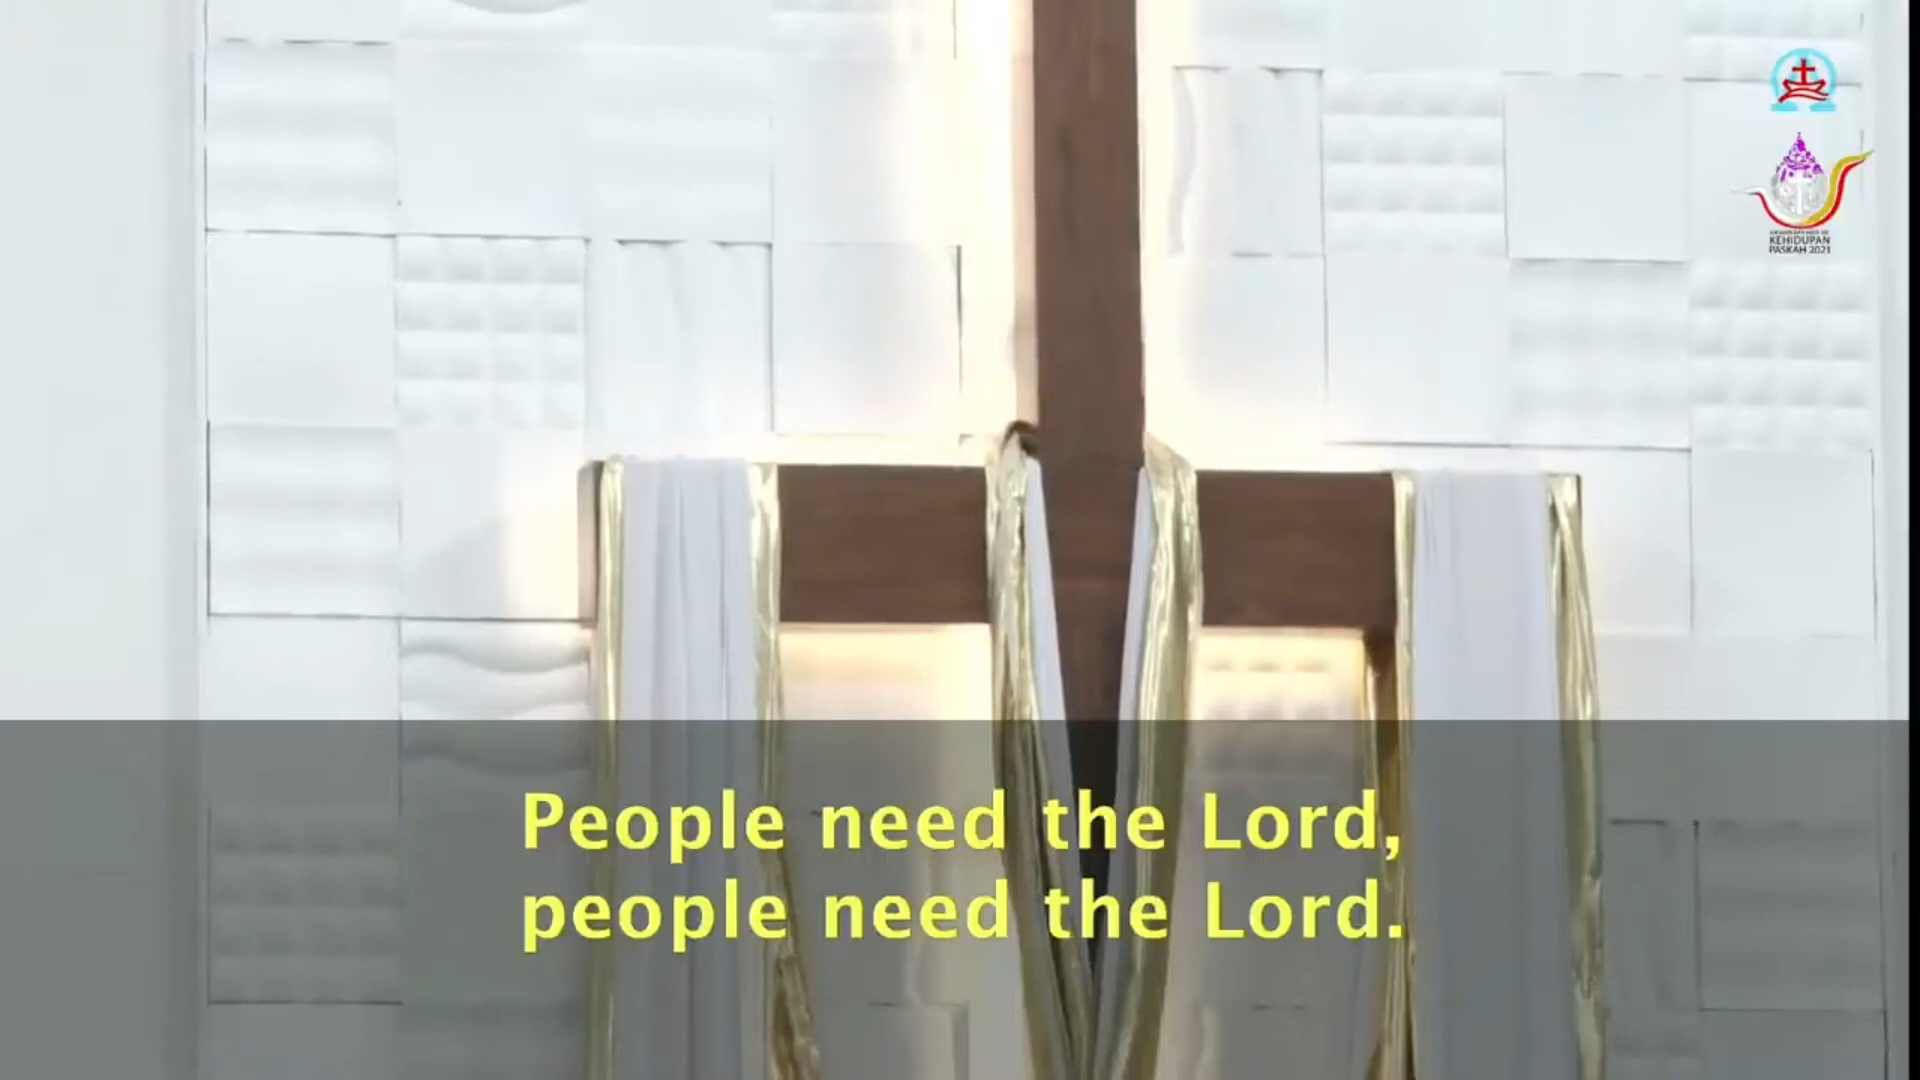 KEHIDUPAN
PASKAH 2021
People need the Lord,
people need the Lord.